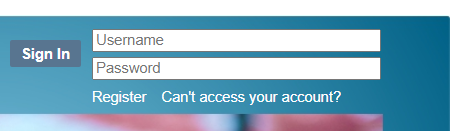 Username
Sign In
Password
Register Can't access your account?